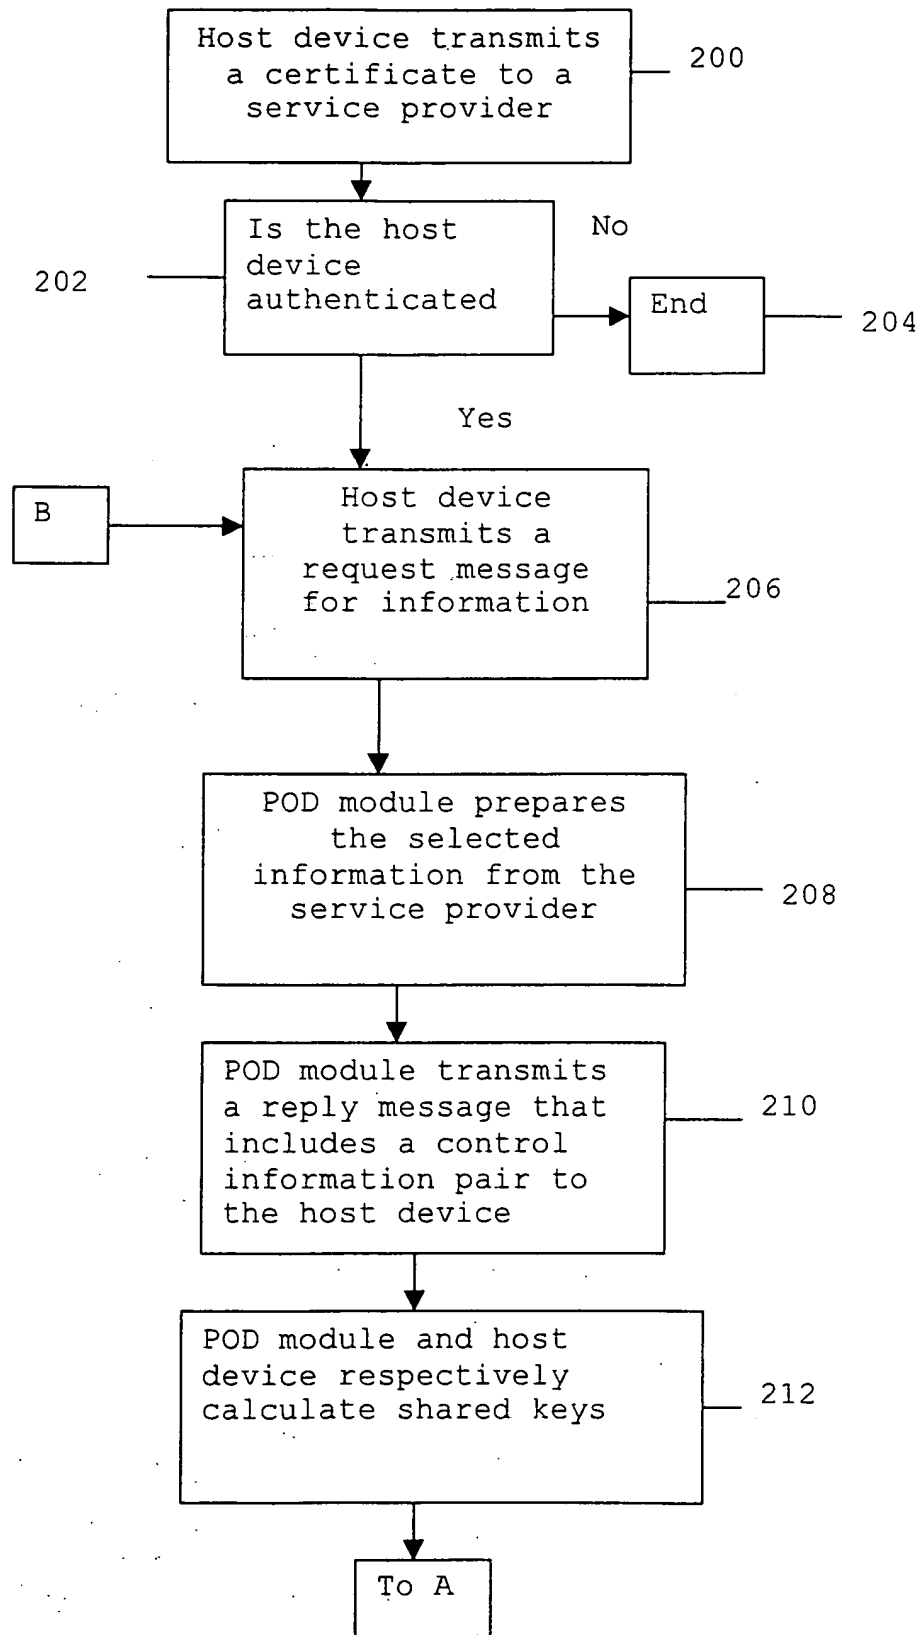 Host device transmits
a certificate to a
service provider
200
Is the host
device
authenticated
No
202
End
204
Yes
B
Host device
transmits a
request message
for information
206
POD module prepares
the selected
information from the
service provider
208
POD module transmits
a reply message that
includes a control
information pair to
the host device
210
POD module and host
device respectively
calculate shared keys
212
To A